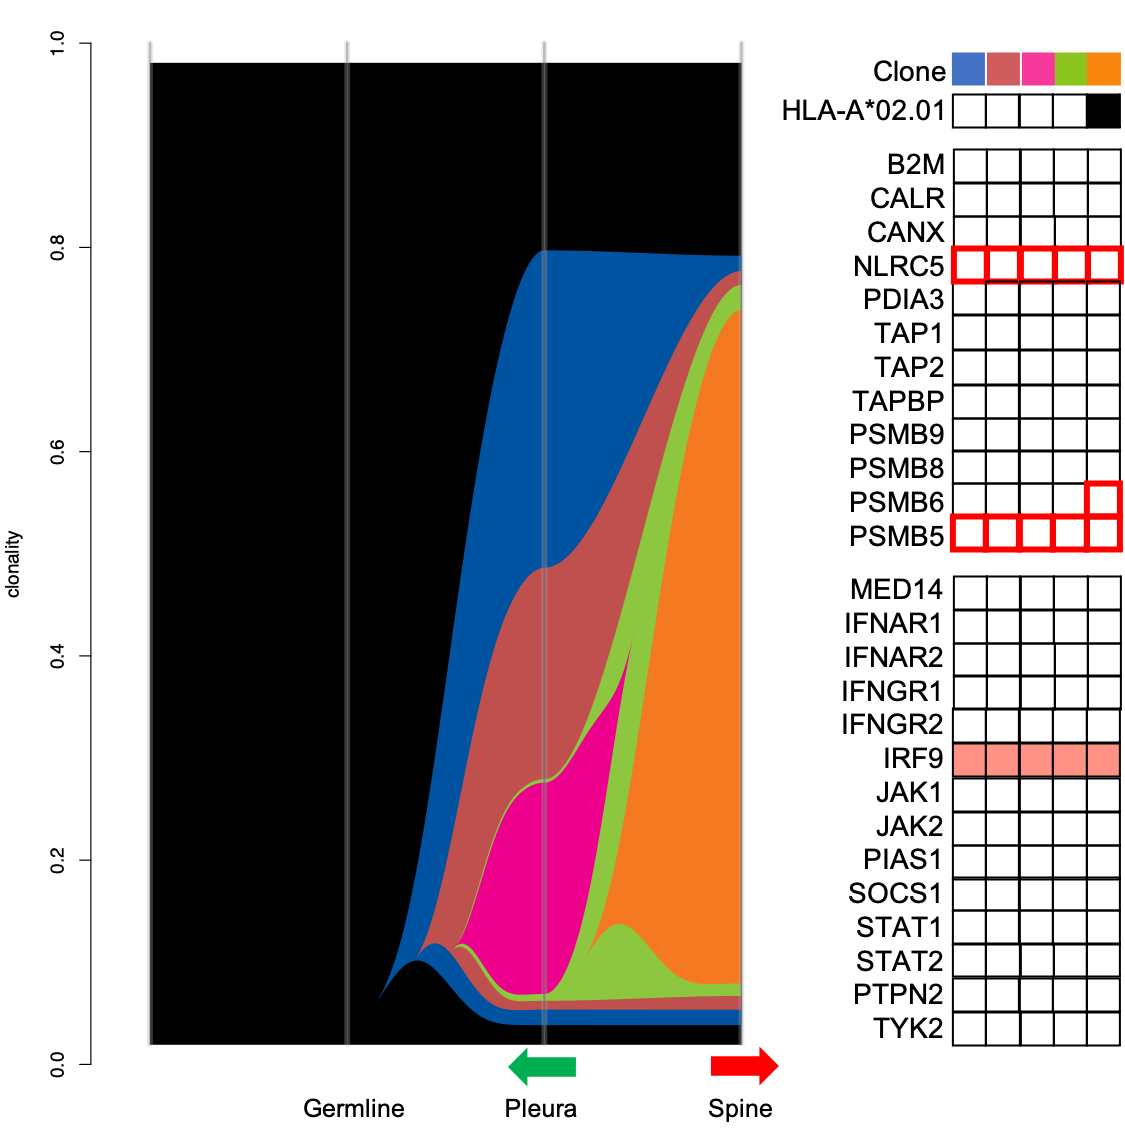 clonality
1.0
0.8
0.6
0.4
0.2
0.0
Germline
Pleura
Spine
Clone
HLA-A*02.01
B2M
CALR
CANX
NLRC5
PDIA3
TAP1
TAP2
TAPBP
PSMB9
PSMB8
PSMB6
PSMB5
MED14
IFNAR1
IFNAR2
IFNGR1
IFNGR2
IRF9
JAK1
JAK2
PIAS1
SOCS1
STAT1
STAT2
PTPN2
TYK2